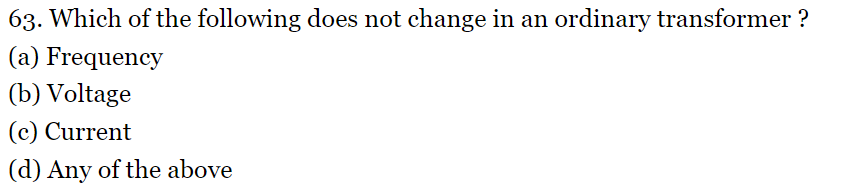 63. Which of the following does not change in an ordinary transformer ?
(a) Frequency
(b) Voltage
(c) Current
(d) Any of the above